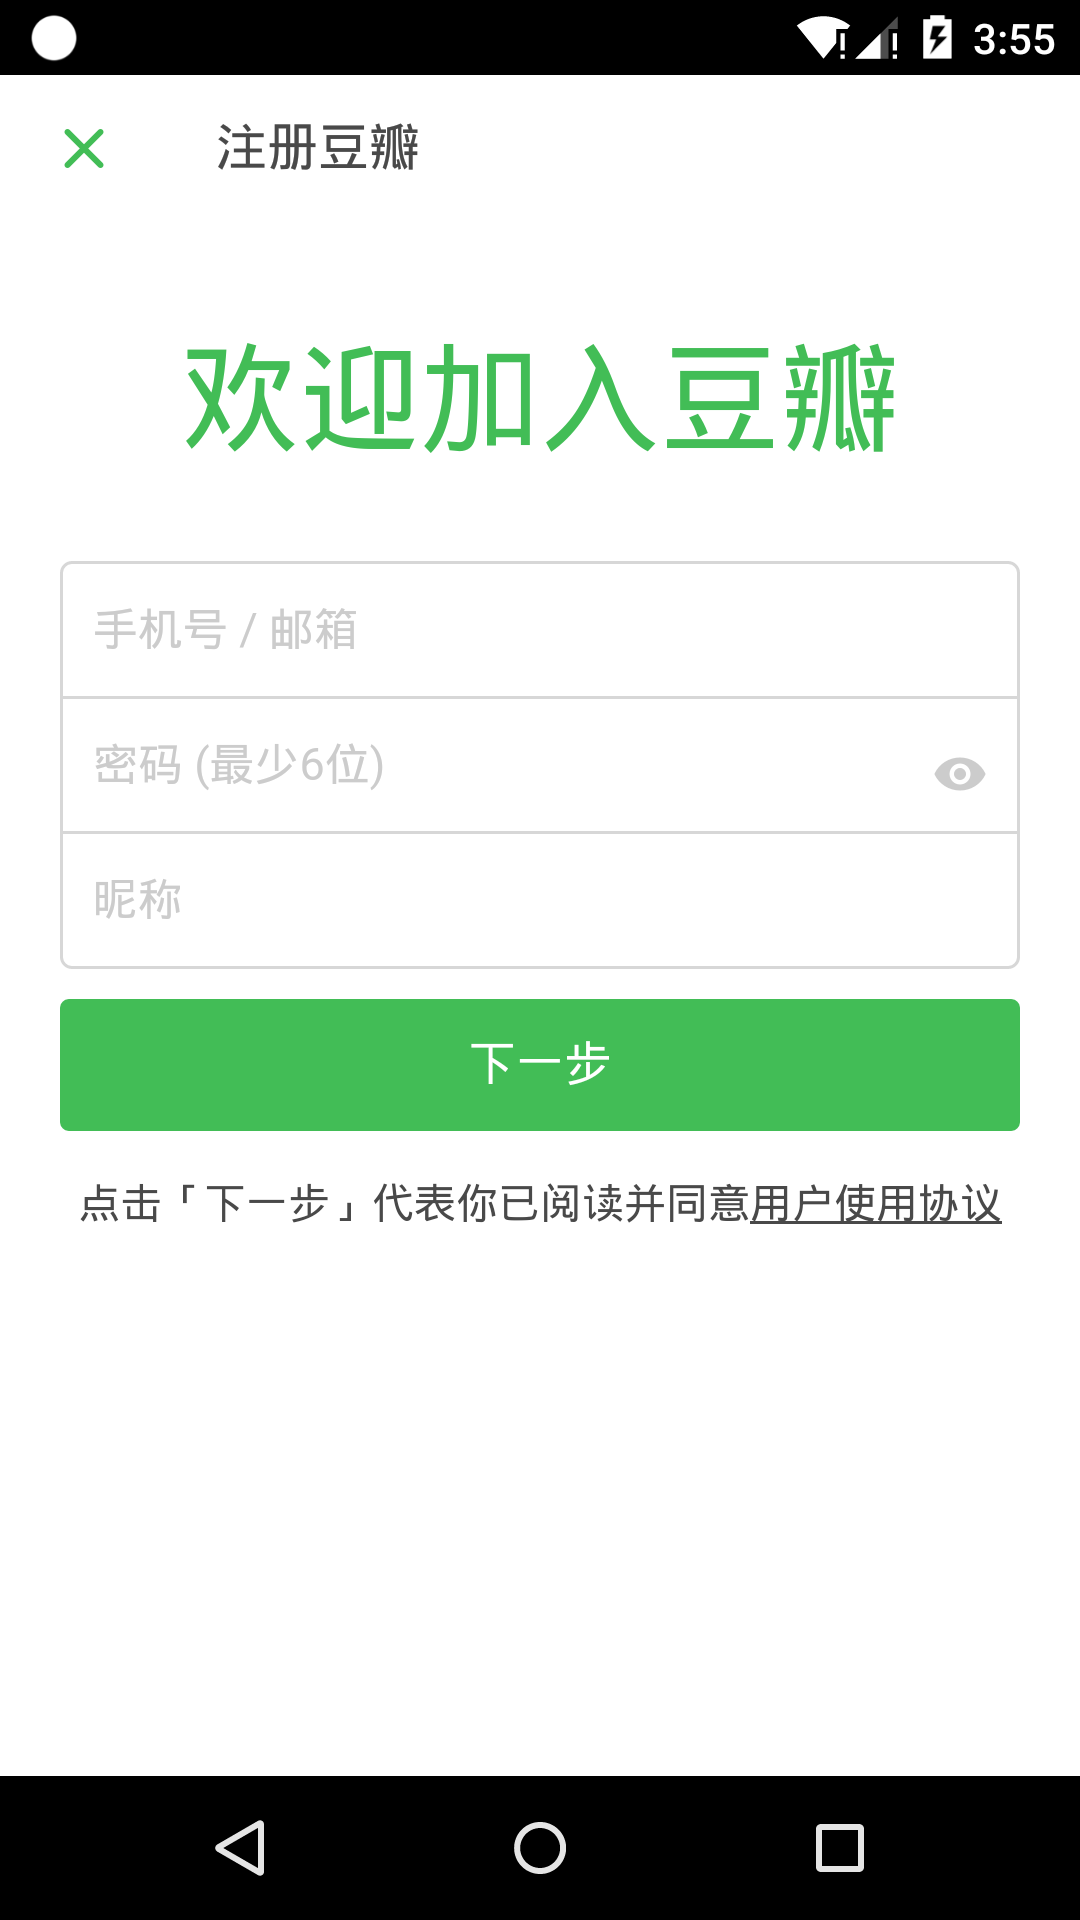 3:55
注册豆瓣
欢迎加入豆瓣
手机号 / 邮箱
密码 (最少6位)
昵称
下一步
点击「下一步」代表你已阅读并同意用户使用协议